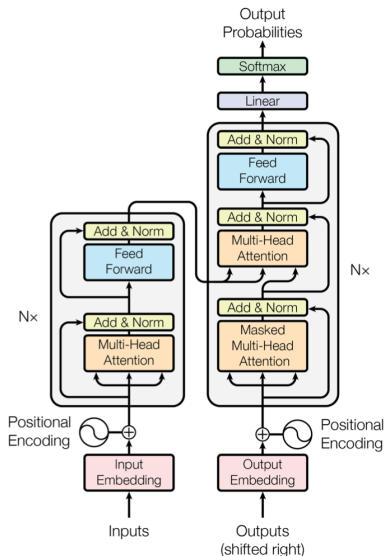 Output
Probabilities
Softmax
Linear
Add & Norm
Feed
Forward
Add & Norm
Multi-Head
Attention
Add & Norm
Masked
Multi-Head
Attention
N×
Positional
Encoding
Output
Embedding
Outputs
(shifted right)
Add & Norm
Feed
Forward
N×
Add & Norm
Multi-Head
Attention
Positional
Encoding
Input
Embedding
Inputs